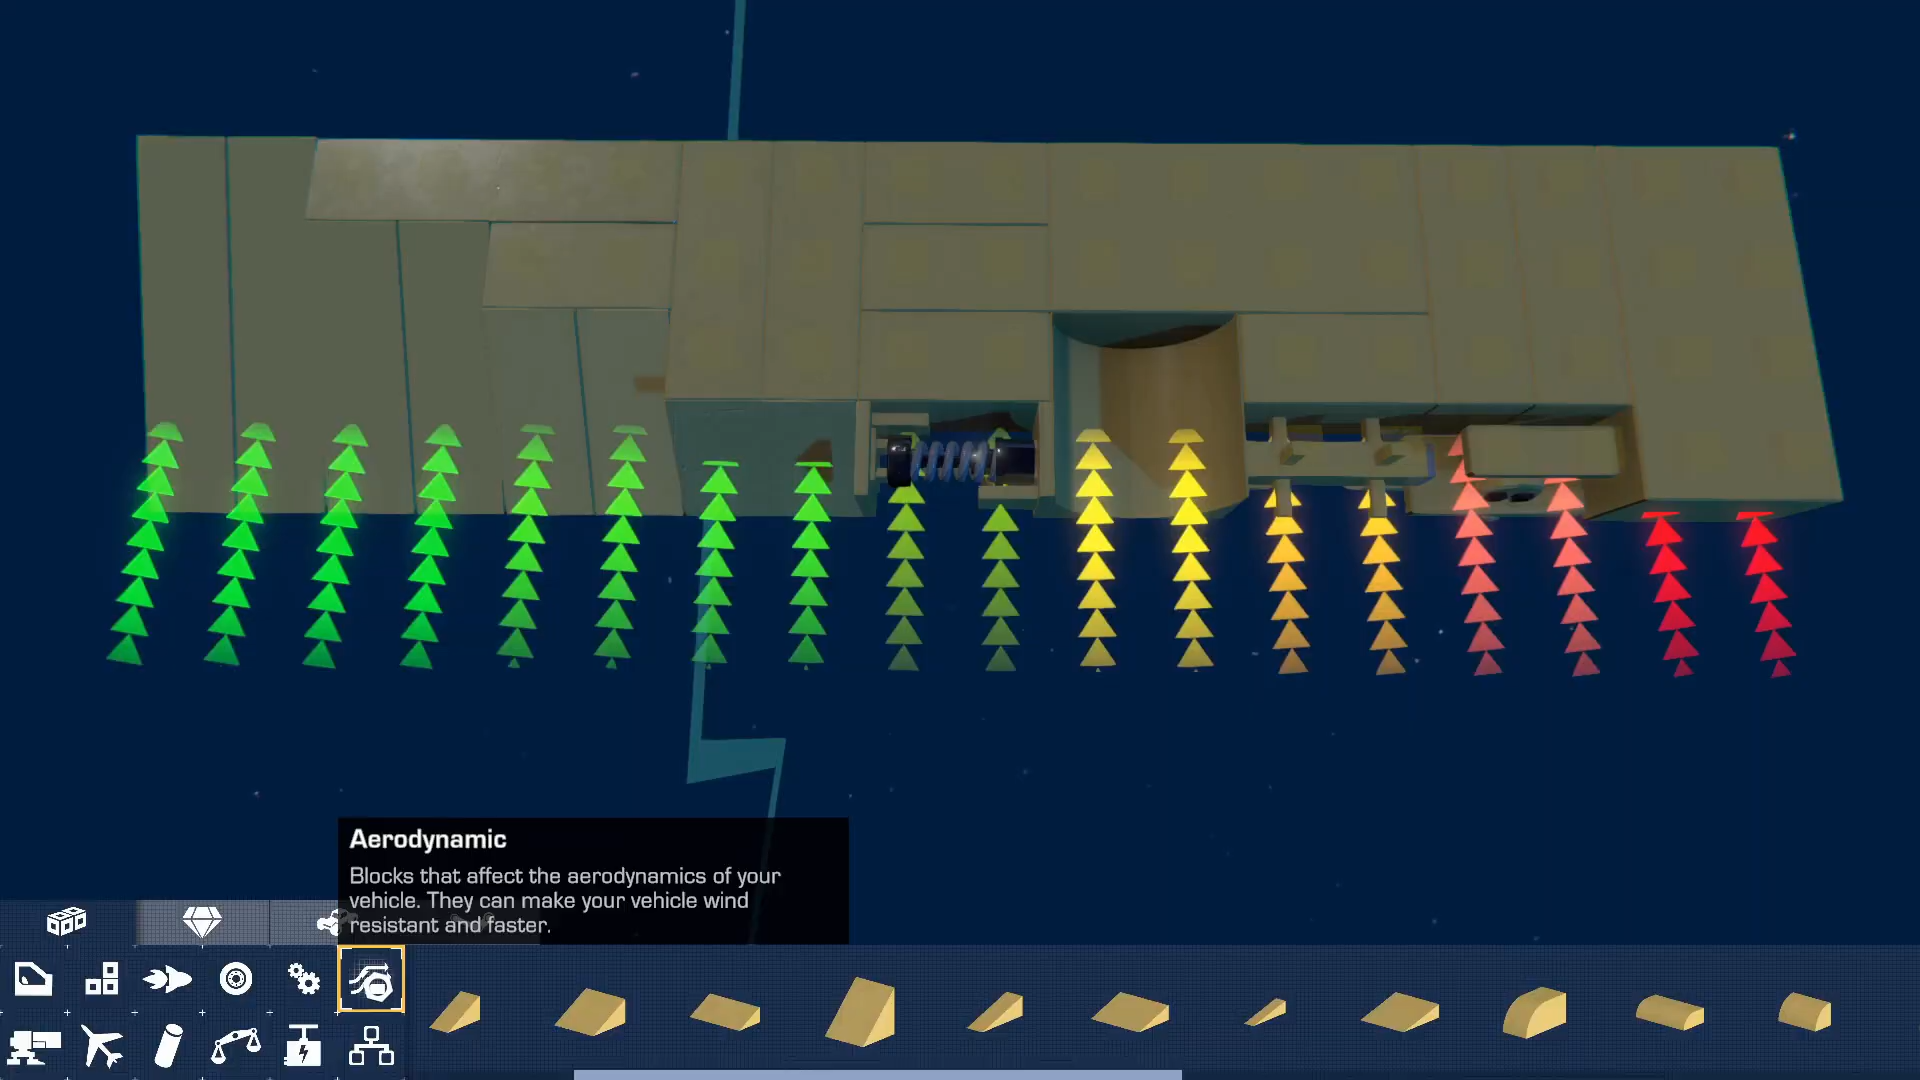 Aerodynamic
Blocks that affect the aerodynamics of your
vehicle. They can make your vehicle wind
resistant and faster.